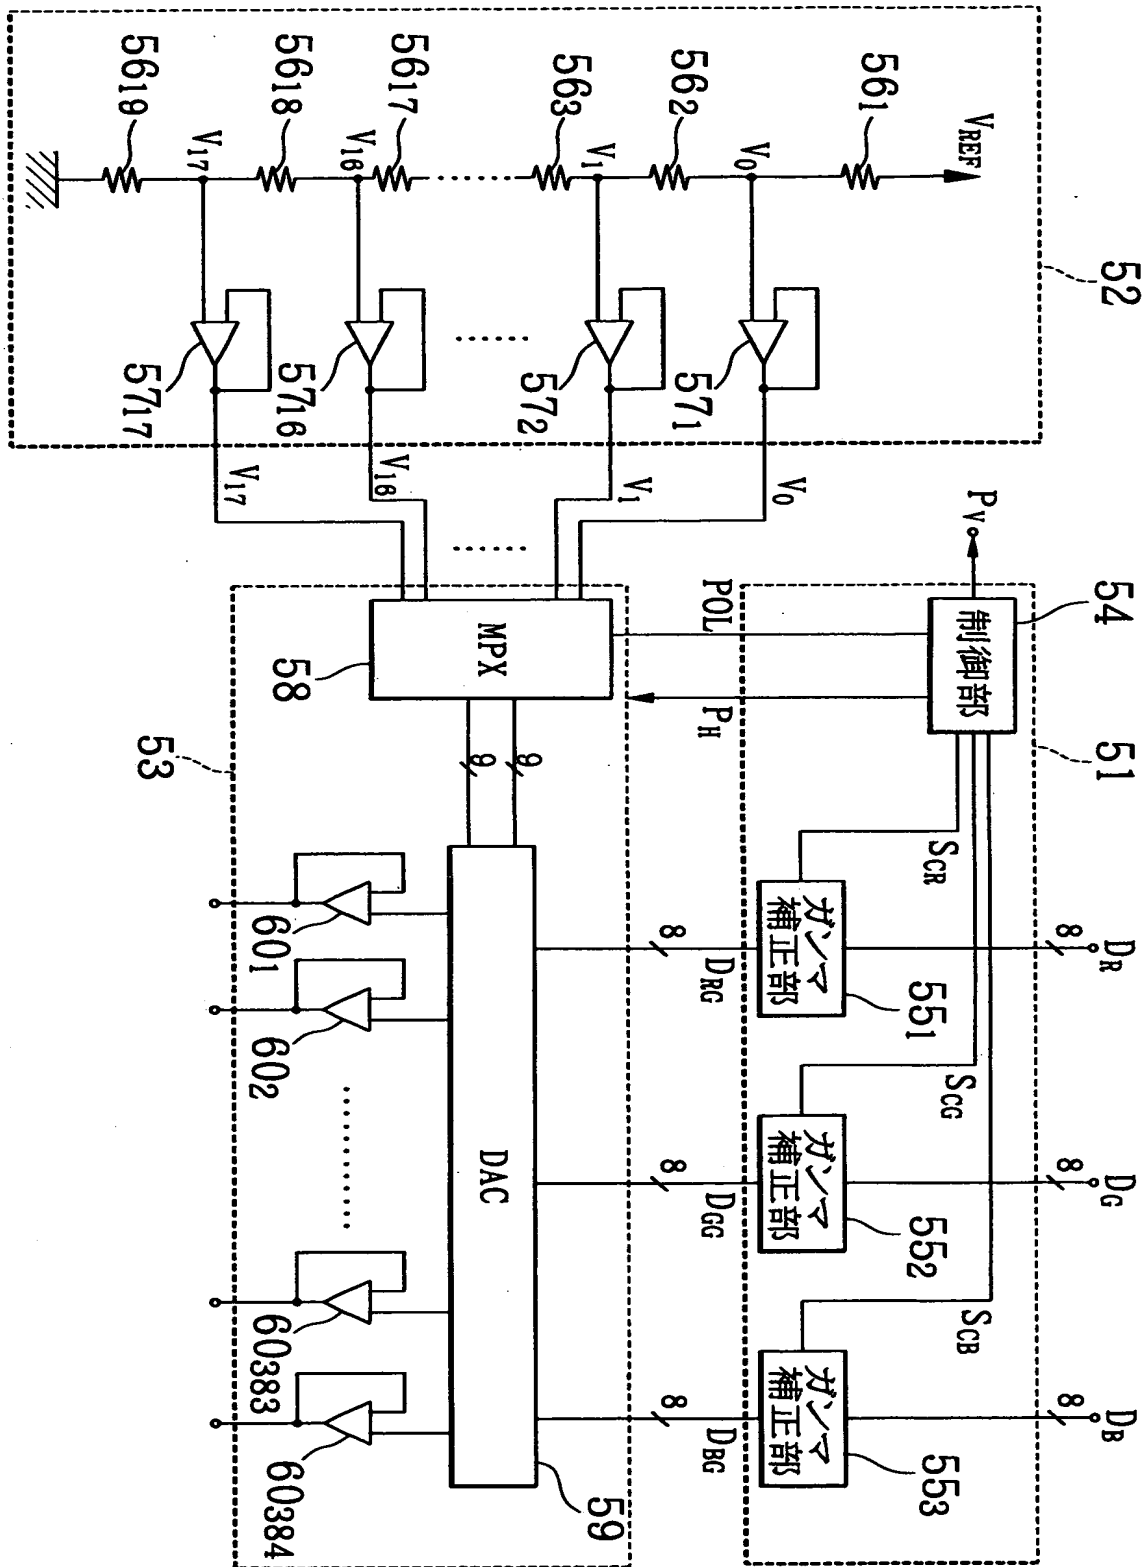 52
54
51
DR
DG
DB
8
8
8
VREF
PV
制御部
SCR
SCG
SCB
561
V0
571
V0
ガンマ
補正部
551
ガンマ
補正部
552
ガンマ
補正部
553
562
POL
PH
DRG
DGG
DBG
8
8
8
V1
572
V1
563
MPX
9
9
DAC
59
5617
V16
5716
V16
58
5618
V17
5717
V17
601
602
60383
60384
5619
53